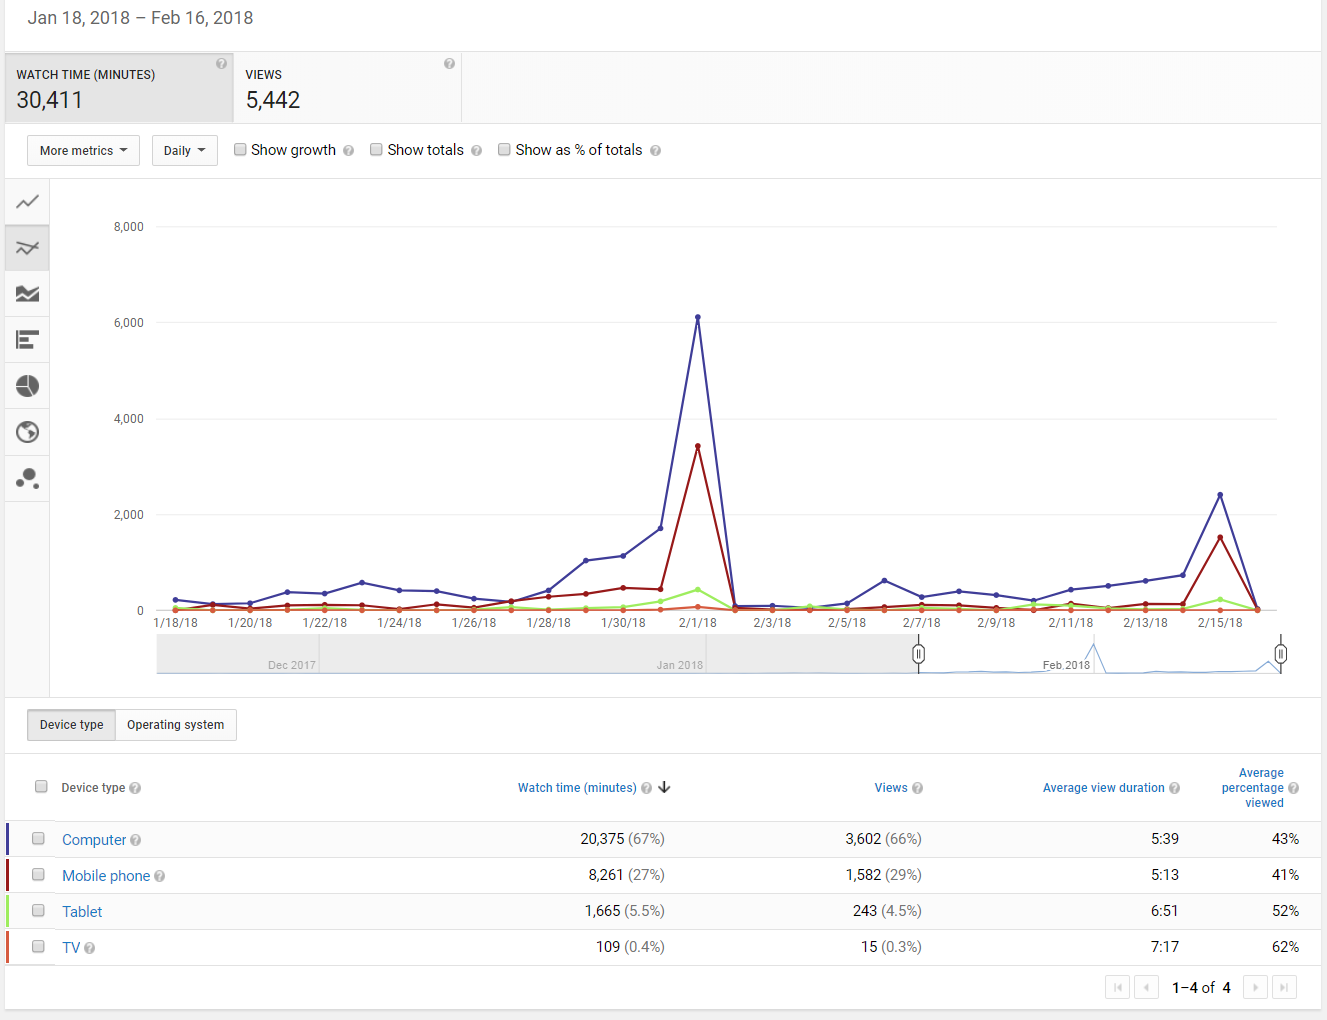 Jan 18, 2018 – Feb 16, 2018
WATCH TIME (MINUTES) ?
30,411
VIEWS ?
5,442
More metrics Daily Show growth ? Show totals ? Show as % of totals ?
8,000
6,000
4,000
2,000
0
1/18/18 1/20/18 1/22/18 1/24/18 1/26/18 1/28/18 1/30/18 2/1/18 2/3/18 2/5/18 2/7/18 2/9/18 2/11/18 2/13/18 2/15/18
Dec 2017 Jan 2018 Feb 2018
Device type Operating system
Device type ? Watch time (minutes) ? Views ? Average view duration ? Average percentage viewed ?
Computer ? 20,375 (67%) 3,602 (66%) 5:39 43%
Mobile phone ? 8,261 (27%) 1,582 (29%) 5:13 41%
Tablet 1,665 (5.5%) 243 (4.5%) 6:51 52%
TV ? 109 (0.4%) 15 (0.3%) 7:17 62%
1–4 of 4